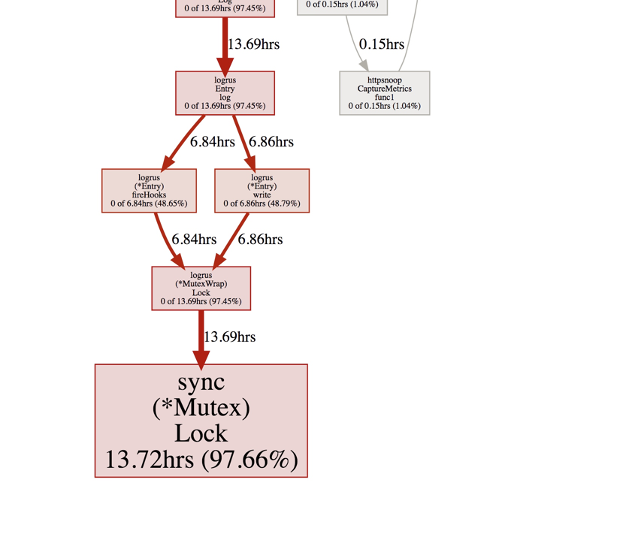 Log
0 of 13.69hrs (97.45%)
0 of 0.15hrs (1.04%)
13.69hrs
0.15hrs
logrus
Entry
log
0 of 13.69hrs (97.45%)
httpsnoop
CaptureMetrics
func1
0 of 0.15hrs (1.04%)
6.84hrs
6.86hrs
logrus
(*Entry)
fireHooks
0 of 6.84hrs (48.65%)
logrus
(*Entry)
write
0 of 6.86hrs (48.79%)
6.84hrs
6.86hrs
logrus
(*MutexWrap)
Lock
0 of 13.69hrs (97.45%)
13.69hrs
sync
(*Mutex)
Lock
13.72hrs (97.66%)